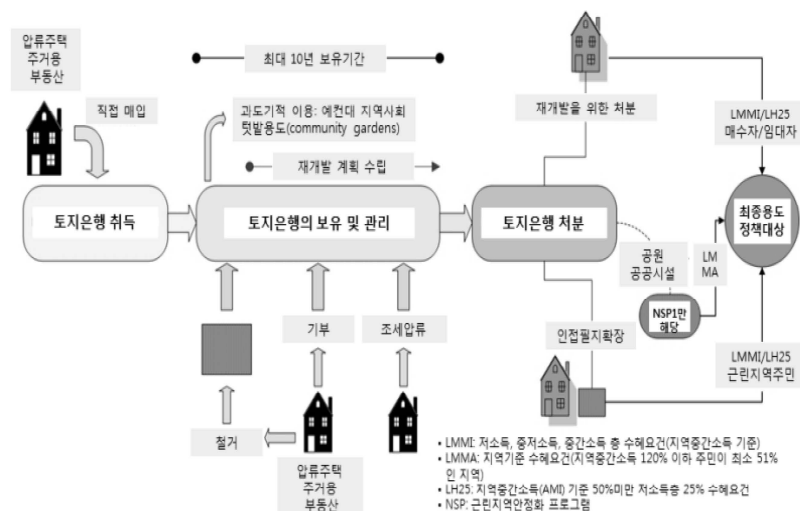 압류주택
주거용
부동산
직접 매입
최대 10년 보유기간
과도기적 이용: 예컨대 지역사회
텃밭용도(community gardens)
재개발 계획 수립
재개발을 위한 처분
LMMI/LH25
매수자/임대자
토지은행 취득
토지은행의 보유 및 관리
토지은행 처분
최종용도
정책대상
공원
공공시설
LM
MA
NSP1만
해당
기부
조세압류
인접필지확장
LMMI/LH25
근린지역주민
철거
압류주택
주거용
부동산
• LMMI: 저소득, 중저소득, 중간소득 층 수혜요건(지역중간소득 기준)
• LMMA: 지역기준 수혜요건(지역중간소득 120% 이하 주민이 최소 51%
인 지역)
• LH25: 지역중간소득(AMI) 기준 50%미만 저소득층 25% 수혜요건
• NSP: 근린지역안정화 프로그램